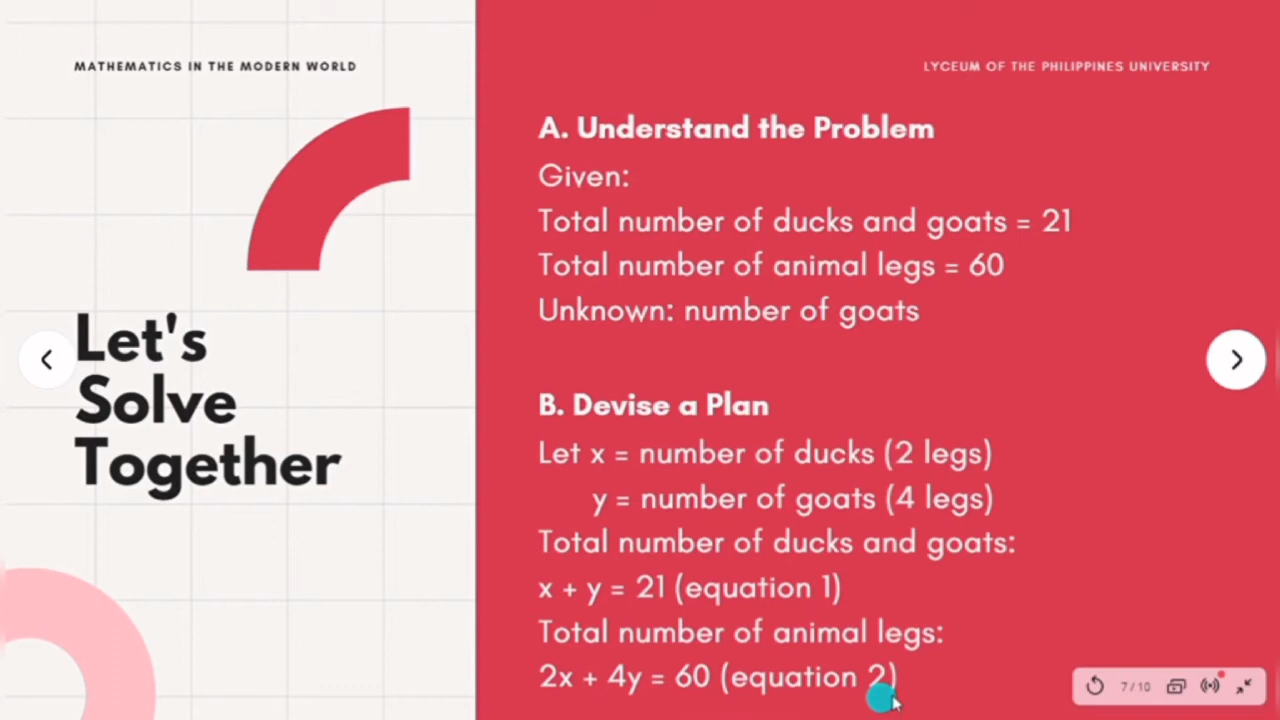 MATHEMATICS IN THE MODERN WORLD
LYCEUM OF THE PHILIPPINES UNIVERSITY
Let's
Solve
Together
A. Understand the Problem
Given:
Total number of ducks and goats = 21
Total number of animal legs = 60
Unknown: number of goats
B. Devise a Plan
Let x = number of ducks (2 legs)
y = number of goats (4 legs)
Total number of ducks and goats:
x + y = 21 (equation 1)
Total number of animal legs:
2x + 4y = 60 (equation 2)
7/10